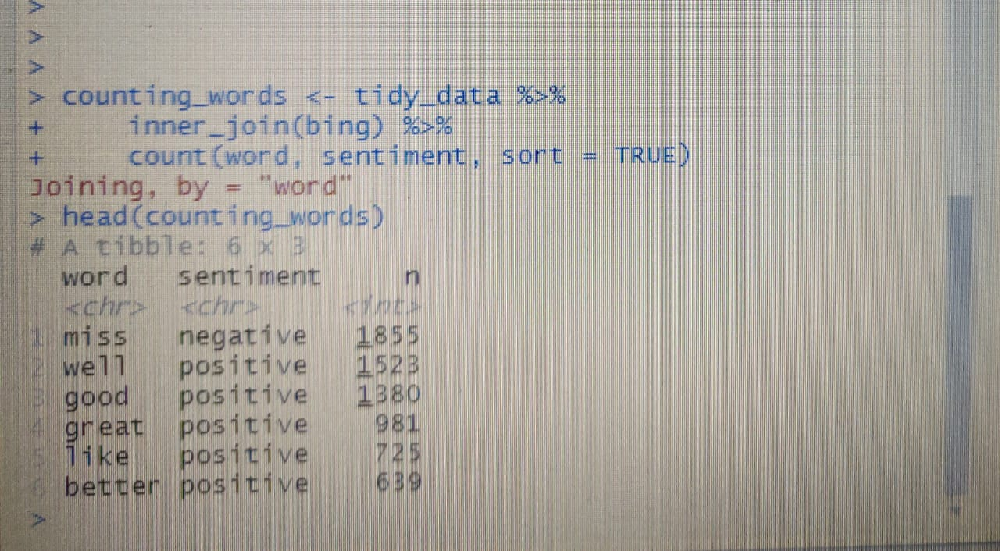 >
>
>
> counting_words <- tidy_data %>%
+     inner_join(bing) %>%
+     count(word, sentiment, sort = TRUE)
Joining, by = "word"
> head(counting_words)
# A tibble: 6 x 3
  word   sentiment     n
  <chr>  <chr>     <int>
1 miss   negative   1855
2 well   positive   1523
3 good   positive   1380
4 great  positive    981
5 like   positive    725
6 better positive    639
>